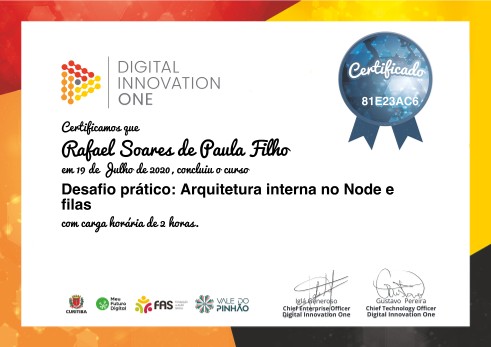 DIGITAL
INNOVATION
ONE
Certificado
81E23AC6
Certificamos que
Rafael Soares de Paula Filho
em 19 de Julho de 2020, concluiu o curso
Desafio prático: Arquitetura interna no Node e
filas
com carga horária de 2 horas.
Iglá Generoso
Chief Enterprise Officer
Digital Innovation One
Gustavo Pereira
Chief Technology Officer
Digital Innovation One
CURITIBA
Meu
Futuro
Digital
FAS
VALE DO
PINHÃO